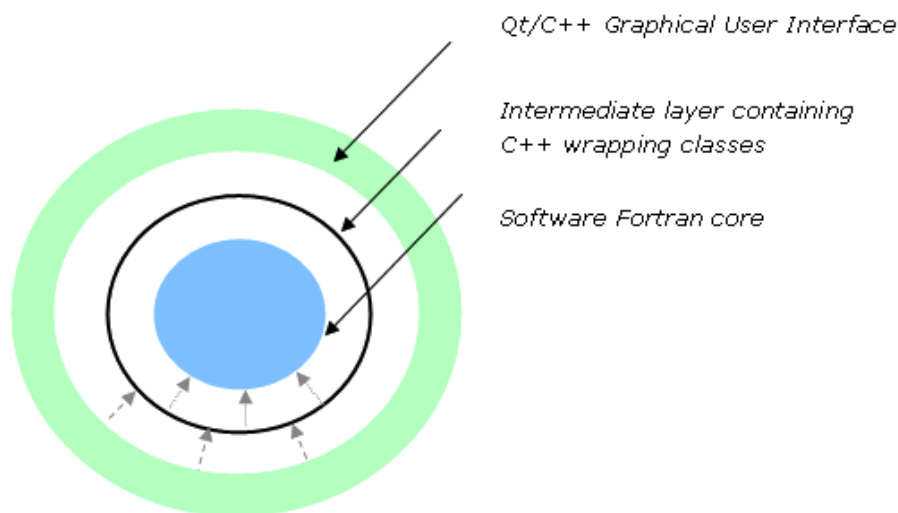 Qt/C++ Graphical User Interface
Intermediate layer containing
C++ wrapping classes
Software Fortran core